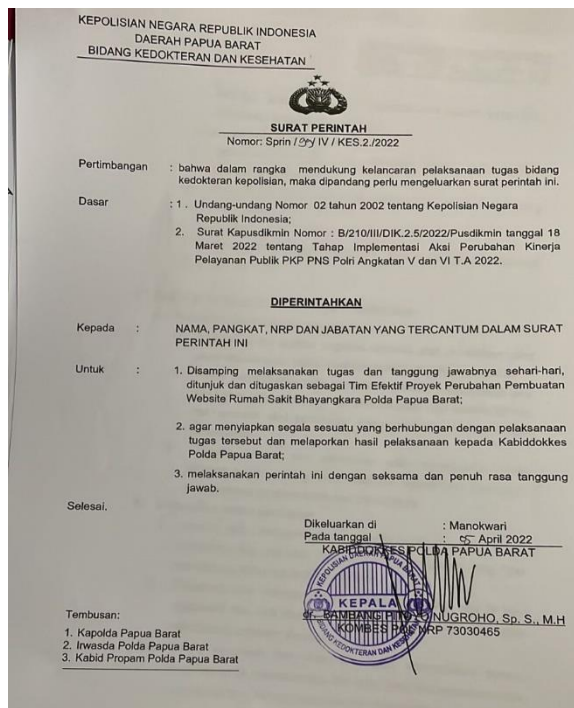 KEPOLISIAN NEGARA REPUBLIK INDONESIA
DAERAH PAPUA BARAT
BIDANG KEDOKTERAN DAN KESEHATAN
SURAT PERINTAH
Nomor: Sprin / / IV / KES.2./2022
Pertimbangan : bahwa dalam rangka mendukung kelancaran pelaksanaan tugas bidang
kedokteran kepolisian, maka dipandang perlu mengeluarkan surat perintah ini.
Dasar : 1 . Undang-undang Nomor 02 tahun 2002 tentang Kepolisian Negara
Republik Indonesia;
2. Surat Kapusdikmin Nomor : B/210/III/DIK.2.5/2022/Pusdikmin tanggal 18
Maret 2022 tentang Tahap Implementasi Aksi Perubahan Kinerja
Pelayanan Publik PKP PNS Polri Angkatan V dan VI T.A 2022.
DIPERINTAHKAN
Kepada : NAMA, PANGKAT, NRP DAN JABATAN YANG TERCANTUM DALAM SURAT
PERINTAH INI
Untuk : 1. Disamping melaksanakan tugas dan tanggung jawabnya sehari-hari,
ditunjuk dan ditugaskan sebagai Tim Efektif Proyek Perubahan Pembuatan
Website Rumah Sakit Bhayangkara Polda Papua Barat;
2. agar menyiapkan segala sesuatu yang berhubungan dengan pelaksanaan
tugas tersebut dan melaporkan hasil pelaksanaan kepada Kabiddokkes
Polda Papua Barat;
3. melaksanakan perintah ini dengan seksama dan penuh rasa tanggung
jawab.
Selesai.
Dikeluarkan di : Manokwari
Pada tanggal : 05 April 2022
KABIDDOKKES POLDA PAPUA BARAT
KEPALA
BIDANG KEDOKTERAN DAN KESEHATAN
dr. BAMBANG NUGROHO, Sp. S., M.H
KOMBES POL NRP 73030465
Tembusan:
1. Kapolda Papua Barat
2. Irwasda Polda Papua Barat
3. Kabid Propam Polda Papua Barat